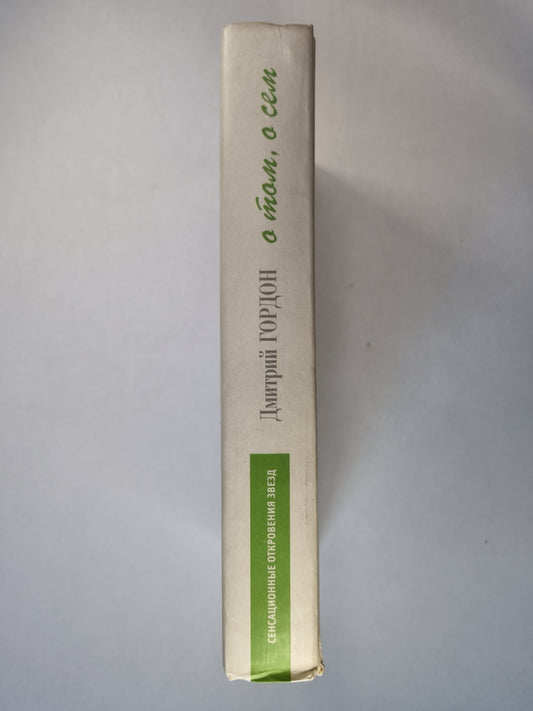 СЕНСАЦИОННЫЕ ОТКРОВЕНИЯ ЗВЕЗД
Дмитрий ГОРДОН
о том, о сем